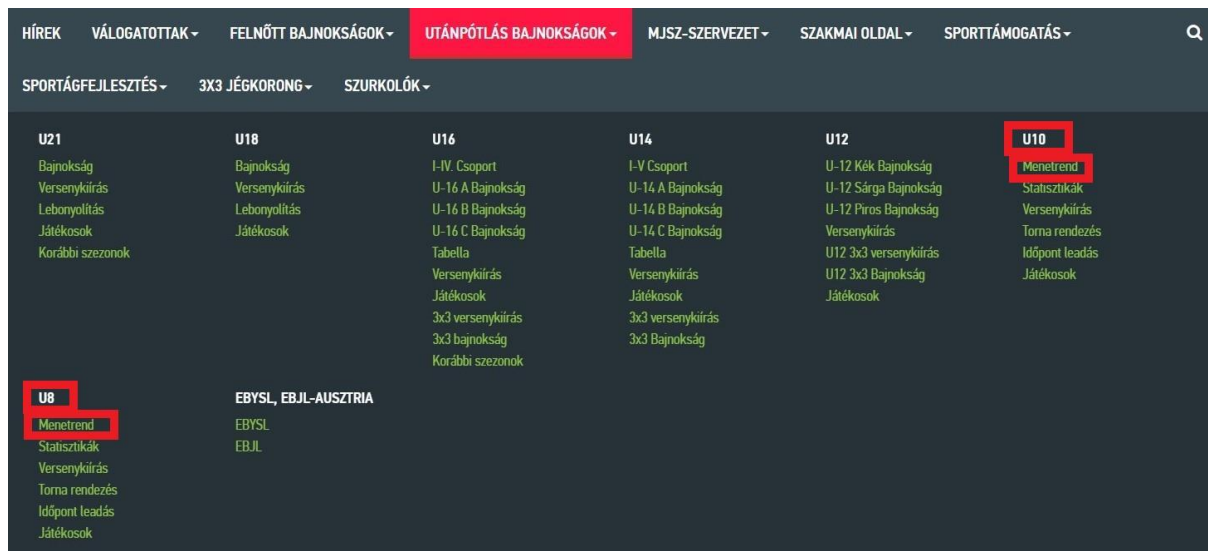 HÍREK VÁLOGATOTTAK FELNŐTT BAJNOKSÁGOK UTÁNPÓTLÁS BAJNOKSÁGOK MJSZ-SZERVEZET SZAKMAI OLDAL SPORTTÁMOGATÁS
SPORTÁGFEJLESZTÉS 3X3 JÉGKORONG SZURKOLÓK
U21
Bajnokság
Versenykiírás
Lebonyolítás
Játékosok
Korábbi szezonok
U18
Bajnokság
Versenykiírás
Lebonyolítás
Játékosok
U16
I-IV. Csoport
U-16 A Bajnokság
U-16 B Bajnokság
U-16 C Bajnokság
Tabella
Versenykiírás
Játékosok
3x3 versenykiírás
3x3 bajnokság
Korábbi szezonok
U14
I-V Csoport
U-14 A Bajnokság
U-14 B Bajnokság
U-14 C Bajnokság
Tabella
Versenykiírás
Játékosok
3x3 versenykiírás
3x3 Bajnokság
U12
U-12 Kék Bajnokság
U-12 Sárga Bajnokság
U-12 Piros Bajnokság
Versenykiírás
U12 3x3 versenykiírás
U12 3x3 Bajnokság
Játékosok
U10
Menetrend
Statisztikák
Versenykiírás
Torna rendezés
Időpont leadás
Játékosok
U8
Menetrend
Statisztikák
Versenykiírás
Torna rendezés
Időpont leadás
Játékosok
EBYSL, EBJL-AUSZTRIA
EBYSL
EBJL